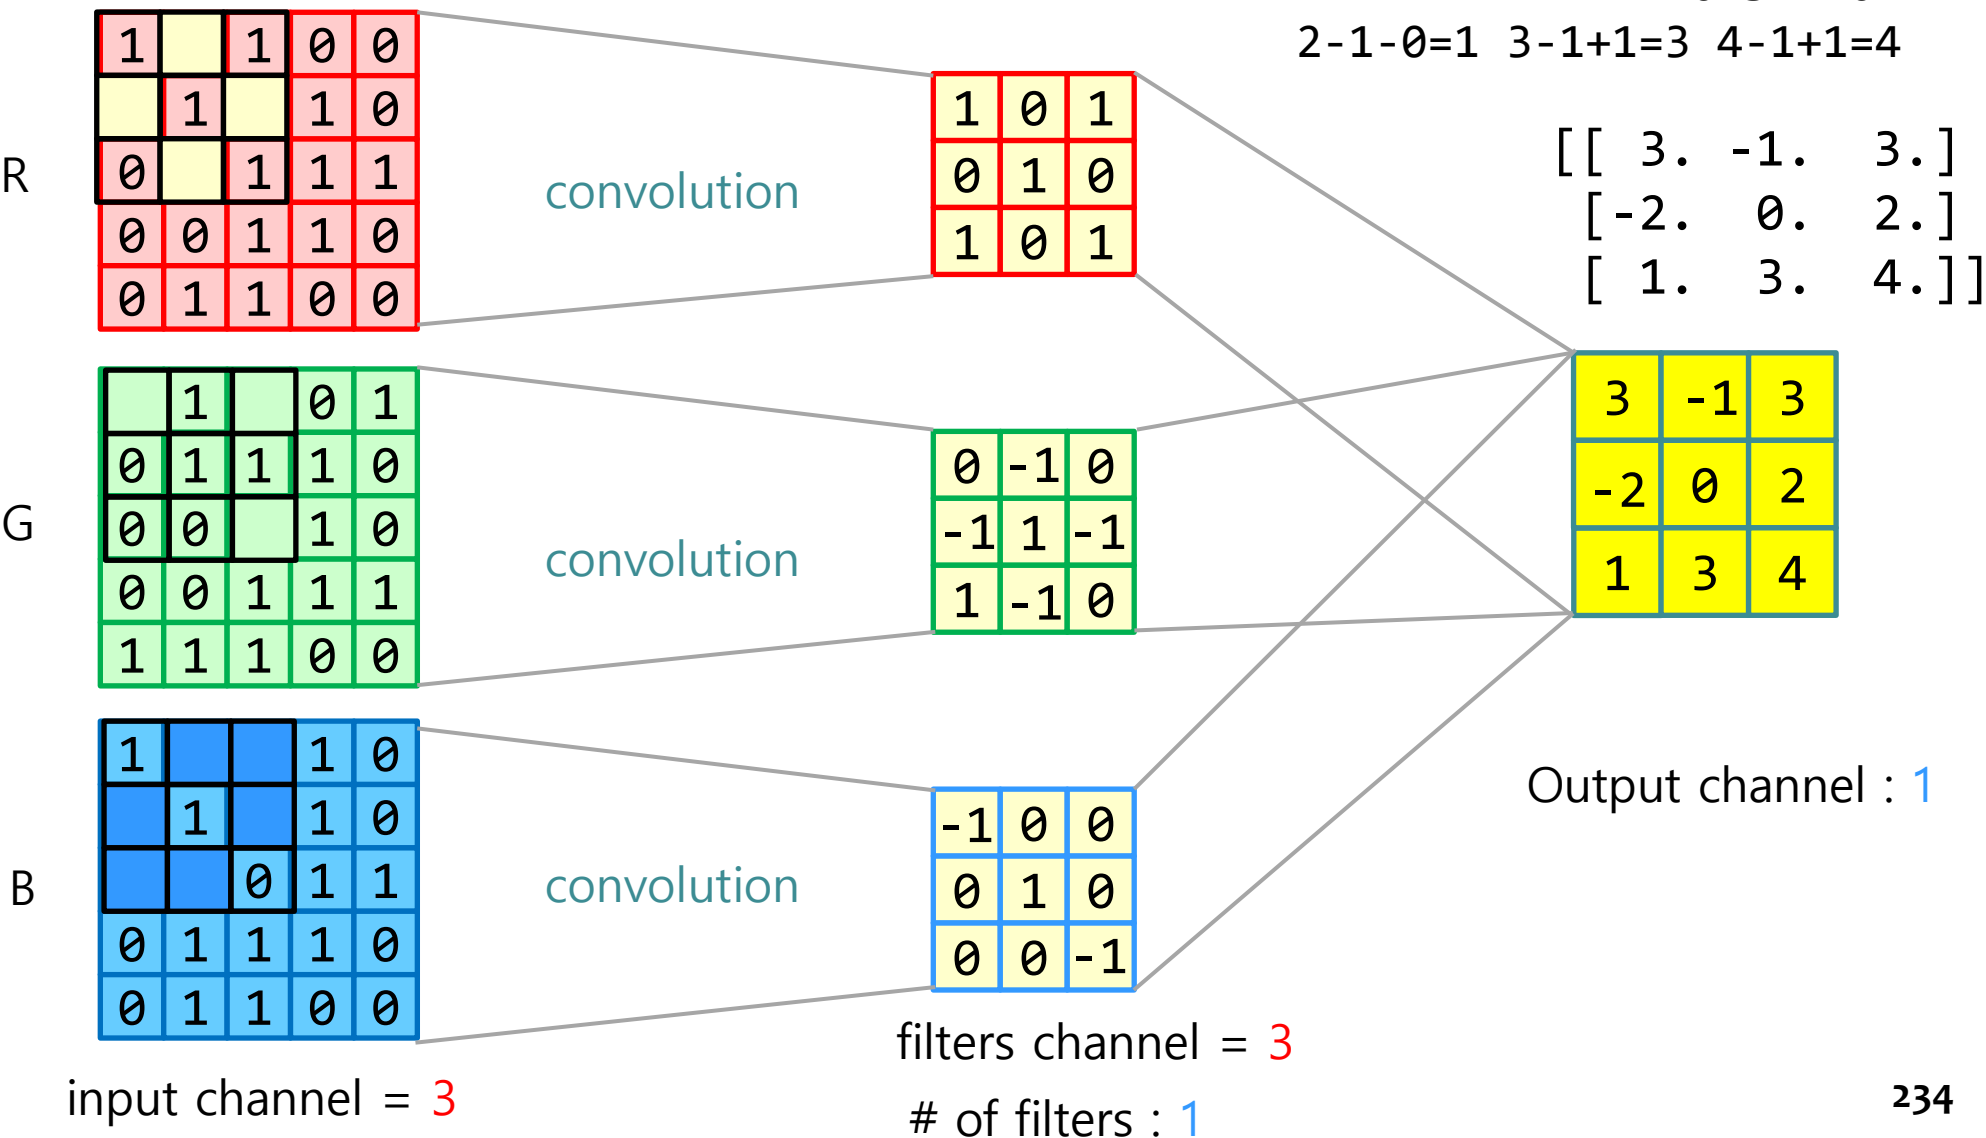 2-1-0=1 3-1+1=3 4-1+1=4
[[ 3. -1. 3.]
[-2. 0. 2.]
[ 1. 3. 4.]]
R
1 1 0 0
1 1 0
0 1 1 1
0 0 1 1 0
0 1 1 0 0
convolution
1 0 1
0 1 0
1 0 1
G
1 0 1
0 1 1 1 0
0 0 1 0
0 0 1 1 1
1 1 1 0 0
convolution
0 -1 0
-1 1 -1
1 -1 0
3 -1 3
-2 0 2
1 3 4
B
1 1 0
1 1 0
0 1 1
0 1 1 1 0
0 1 1 0 0
convolution
-1 0 0
0 1 0
0 0 -1
Output channel : 1
input channel = 3
filters channel = 3
# of filters : 1
234